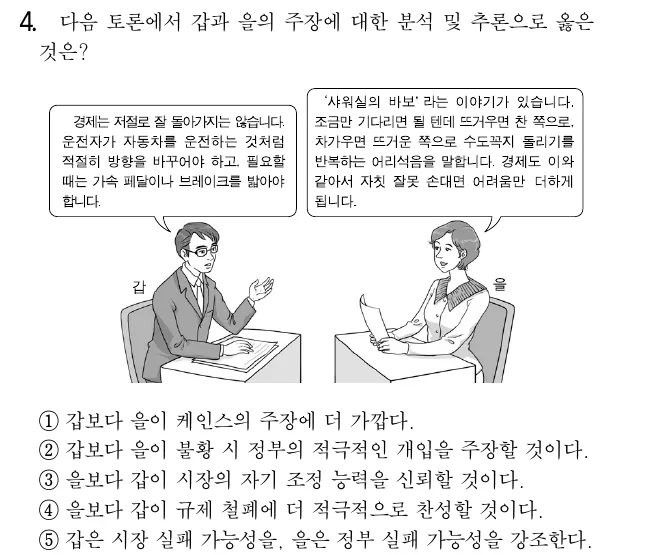 4. 다음 토론에서 갑과 을의 주장에 대한 분석 및 추론으로 옳은
것은?
경제는 저절로 잘 돌아가지는 않습니다.
운전자가 자동차를 운전하는 것처럼
적절히 방향을 바꾸어야 하고, 필요할
때는 가속 페달이나 브레이크를 밟아야
합니다.
‘샤워실의 바보’라는 이야기가 있습니다.
조금만 기다리면 될 텐데 뜨거우면 찬 쪽으로,
차가우면 뜨거운 쪽으로 수도꼭지 돌리기를
반복하는 어리석음을 말합니다. 경제도 이와
같아서 자칫 잘못 손대면 어려움만 더하게
됩니다.
갑
을
① 갑보다 을이 케인스의 주장에 더 가깝다.
② 갑보다 을이 불황 시 정부의 적극적인 개입을 주장할 것이다.
③ 을보다 갑이 시장의 자기 조정 능력을 신뢰할 것이다.
④ 을보다 갑이 규제 철폐에 더 적극적으로 찬성할 것이다.
⑤ 갑은 시장 실패 가능성을, 을은 정부 실패 가능성을 강조한다.